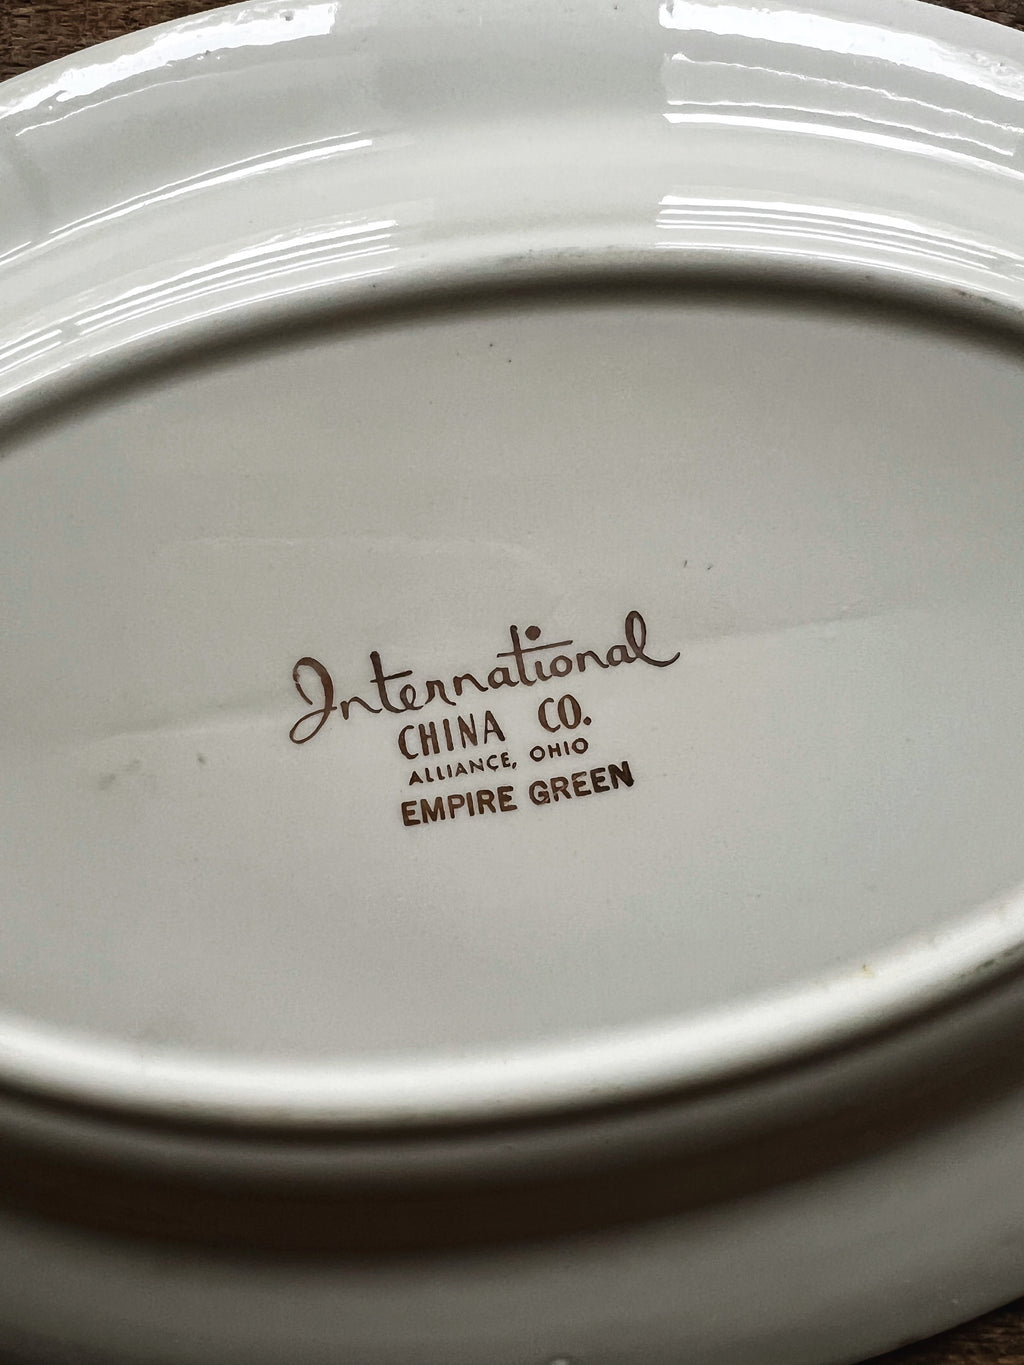 International
CHINA CO.
ALLIANCE, OHIO
EMPIRE GREEN